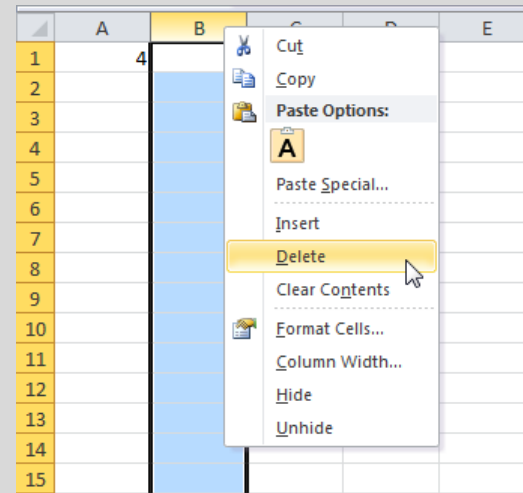 A B C D E
1 4
2
3
4
5
6
7
8
9
10
11
12
13
14
15
Cut
Copy
Paste Options:
A
Paste Special...
Insert
Delete
Clear Contents
Format Cells...
Column Width...
Hide
Unhide